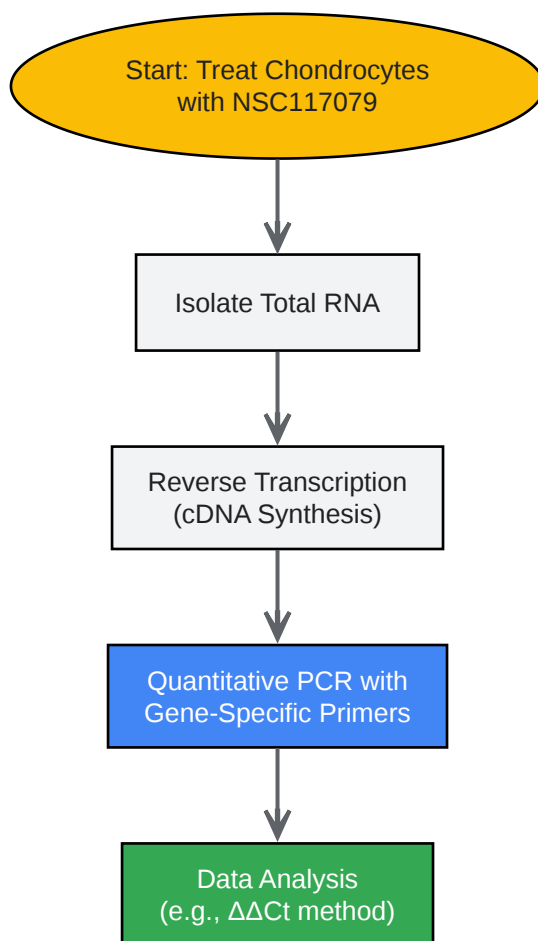 Start: Treat Chondrocytes
with NSC117079
Isolate Total RNA
Reverse Transcription
(cDNA Synthesis)
Quantitative PCR with
Gene-Specific Primers
Data Analysis
(e.g., ΔΔCt method)